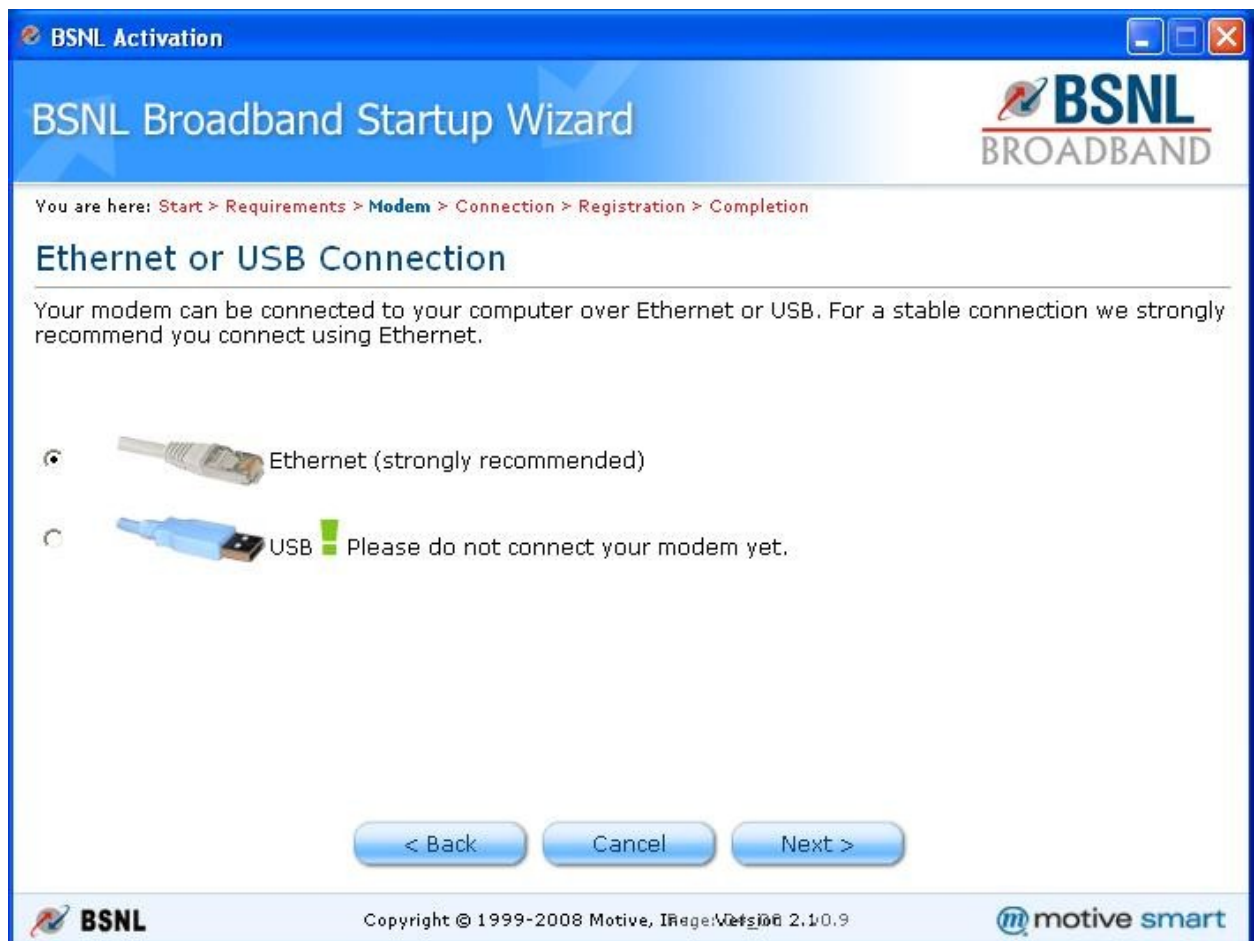 BSNL Activation
BSNL Broadband Startup Wizard
BSNL
BROADBAND
You are here: Start > Requirements > Modem > Connection > Registration > Completion
Ethernet or USB Connection
Your modem can be connected to your computer over Ethernet or USB. For a stable connection we strongly
recommend you connect using Ethernet.
Ethernet (strongly recommended)
USB ! Please do not connect your modem yet.
< Back
Cancel
Next >
BSNL
Copyright © 1999-2008 Motive,
m motive smart